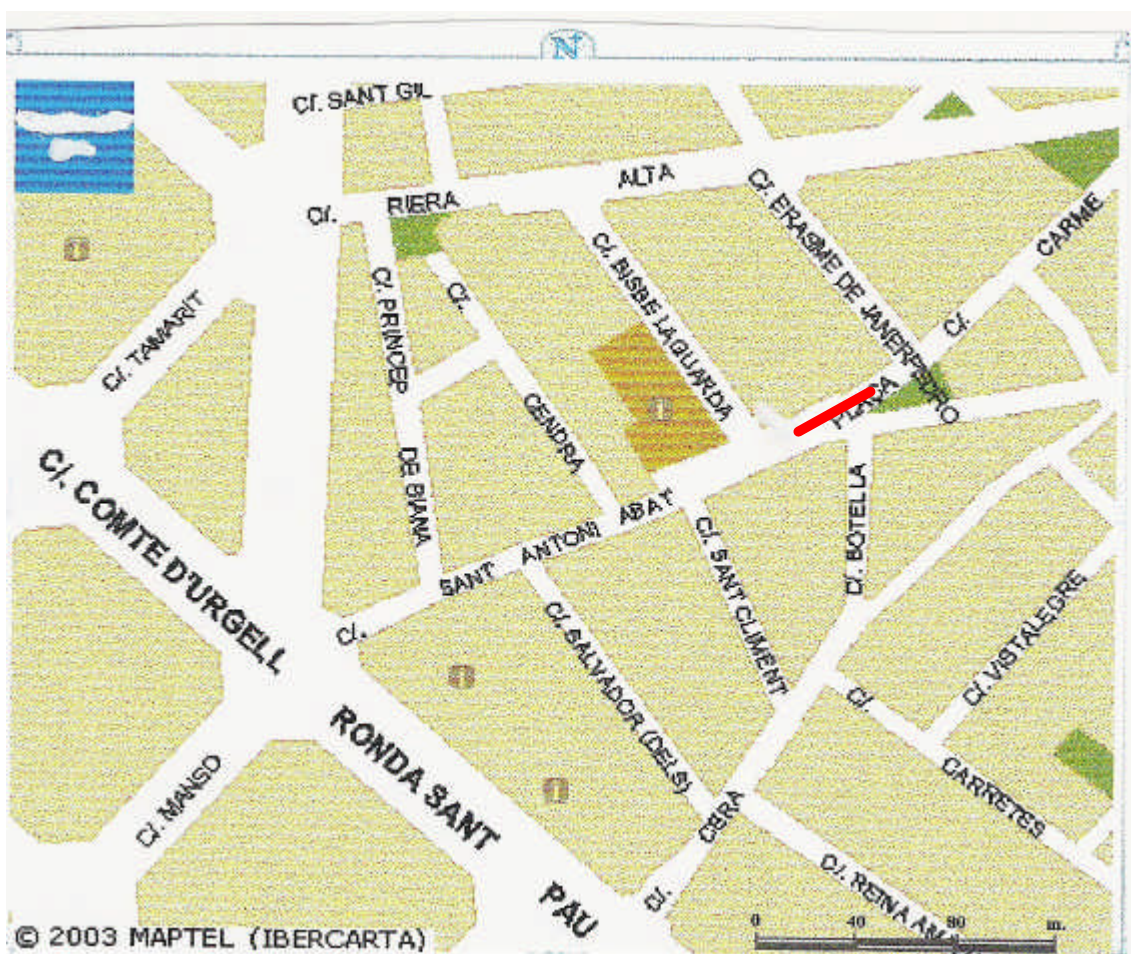 N
C/. SANT GIL
C/. RIERA ALTA
C/. ERASME DE JANER
PEDRO
C/. CARME
C/. BISBE LAGUARDA
C/. PRINCEP DE BIANA
C/. CENDRA
C/. TAMARIT
PLAÇA
C/. SANT ANTONI ABAT
C/. BOTELLA
C/. SANT CLIMENT
C/. SALVADOR (DELS)
C/. COMTE D'URGELL
C/. VISTALEGRE
C/. CARRETES
RONDA SANT PAU
C/. MANSO
C/. CERA
C/. REINA AM
0 40 80 m.
© 2003 MAPTEL (IBERCARTA)